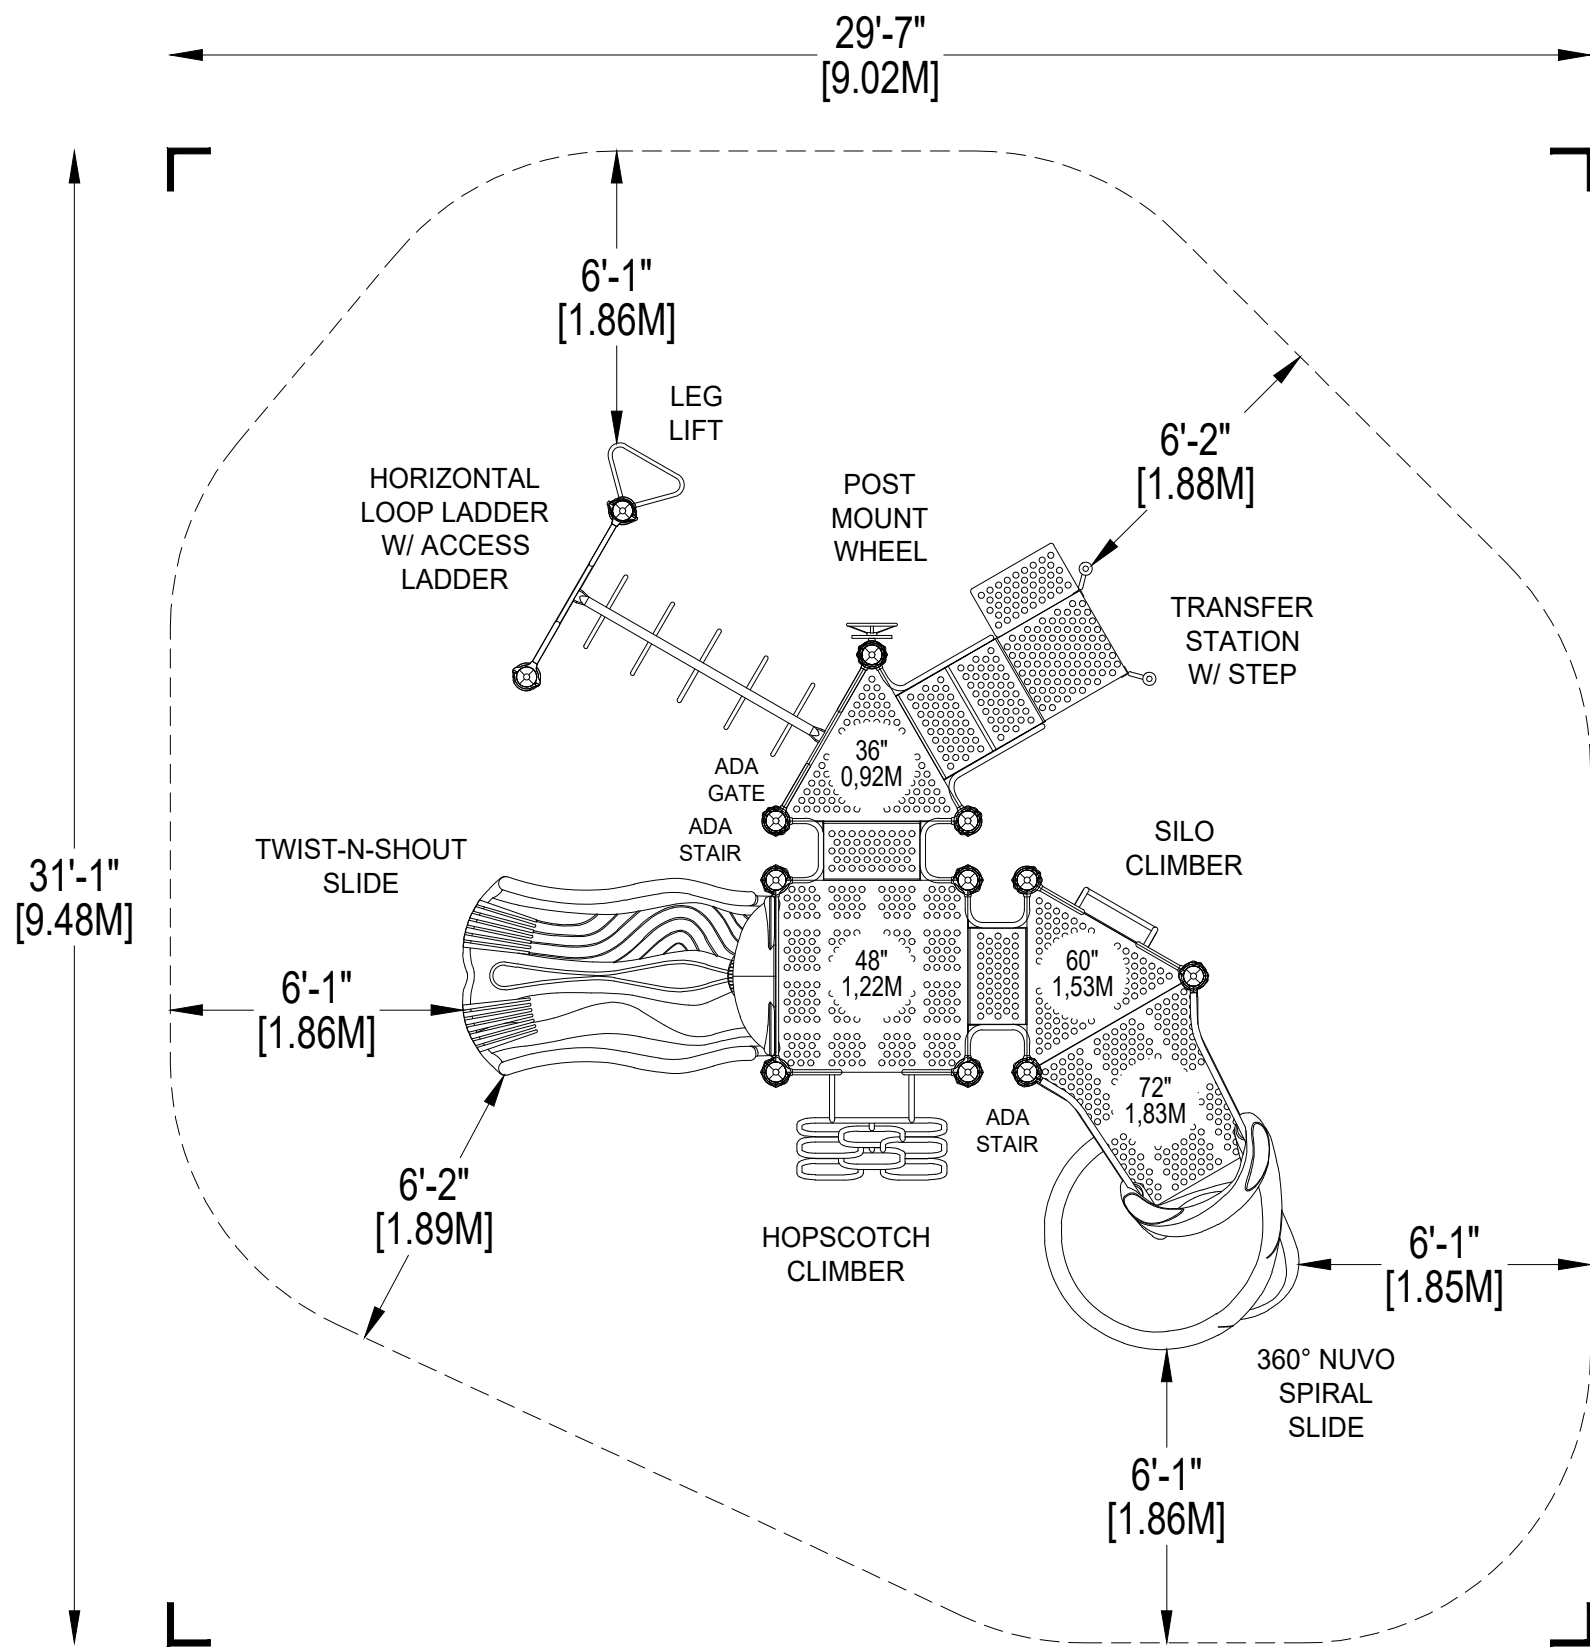 29'-7"
[9.02M]
6'-1"
[1.86M]
LEG
LIFT
HORIZONTAL
LOOP LADDER
W/ ACCESS
LADDER
POST
MOUNT
WHEEL
6'-2"
[1.88M]
TRANSFER
STATION
W/ STEP
36"
0,92M
ADA
GATE
ADA
STAIR
SILO
CLIMBER
TWIST-N-SHOUT
SLIDE
31'-1"
[9.48M]
48"
1,22M
60"
1,53M
6'-1"
[1.86M]
72"
1,83M
ADA
STAIR
6'-2"
[1.89M]
HOPSCOTCH
CLIMBER
6'-1"
[1.85M]
360° NUVO
SPIRAL
SLIDE
6'-1"
[1.86M]